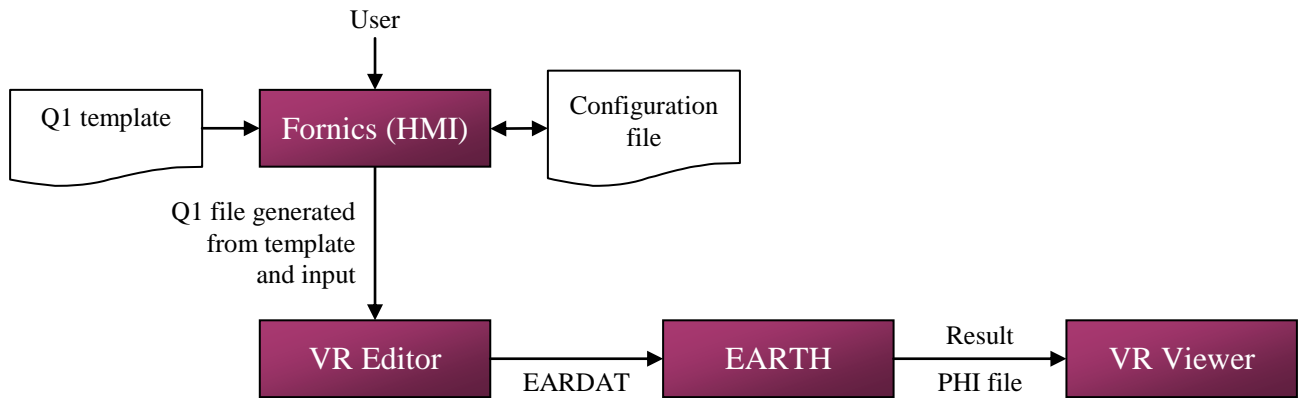 User
Q1 template
Fornics (HMI)
Configuration
file
Q1 file generated
from template
and input
VR Editor
EARDAT
EARTH
Result
PHI file
VR Viewer